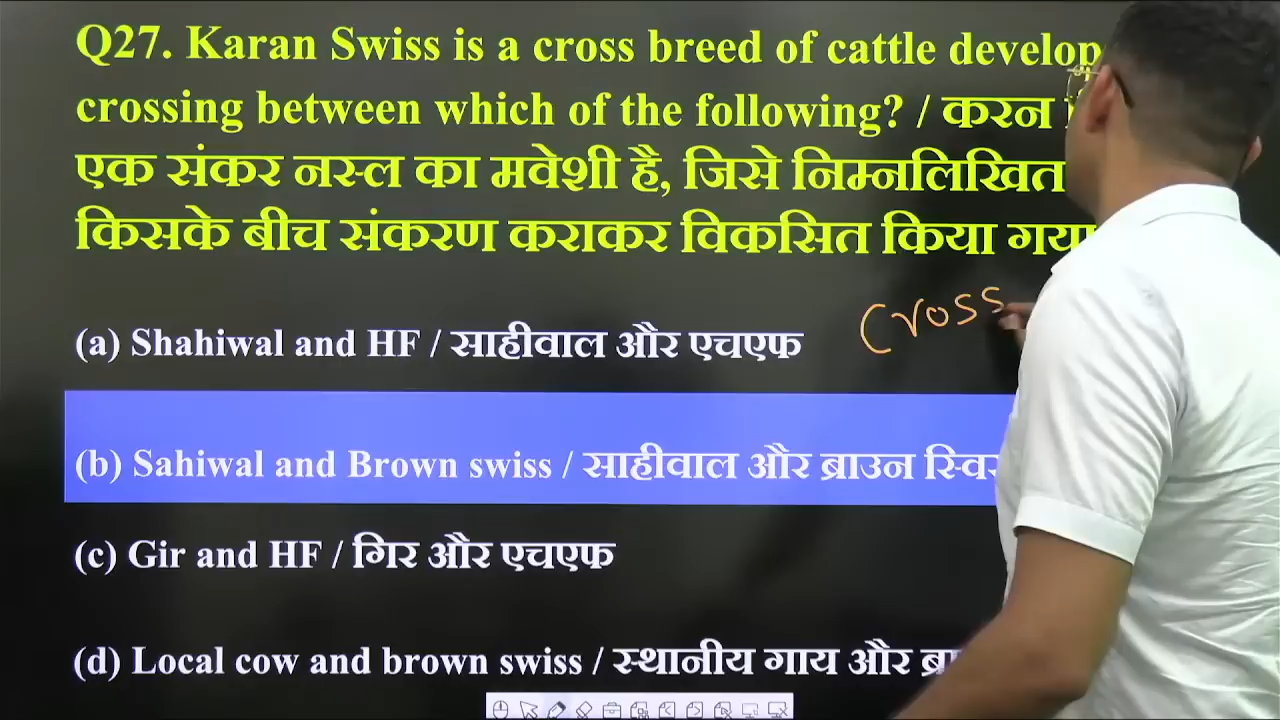 Q27. Karan Swiss is a cross breed of cattle develop
crossing between which of the following? / करन
एक संकर नस्ल का मवेशी है, जिसे निम्नलिखित
किसके बीच संकरण कराकर विकसित किया गया
Cross
(a) Shahiwal and HF / साहीवाल और एचएफ
(b) Sahiwal and Brown swiss / साहीवाल और ब्राउन
(c) Gir and HF / गिर और एचएफ
(d) Local cow and brown swiss / स्थानीय गाय और